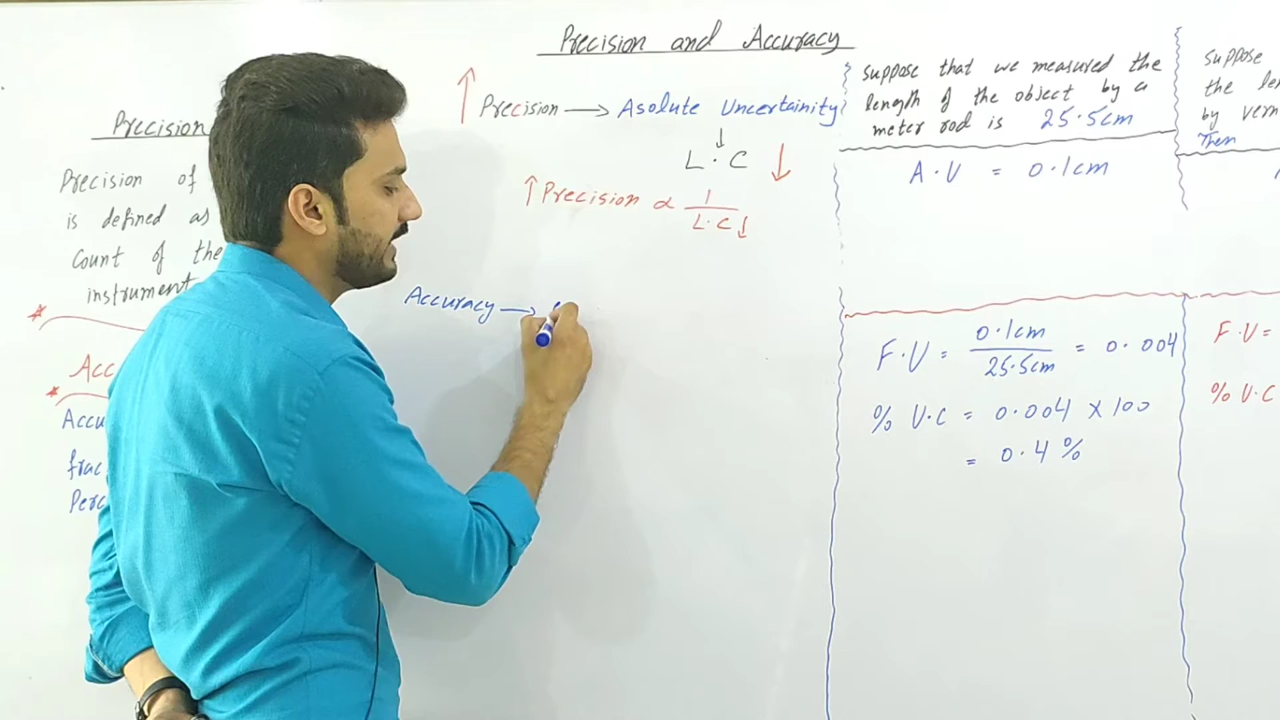 Precision and Accuracy
Precision
Precision of
is defined as
Count of the
instrument
Acc
Accu
frac
Perc
↑ Precision → Asolute Uncertainity
↓
L.C ↓
↑ Precision ∝ 1 / L.C ↓
Accuracy →
suppose that we measured the
length of the object by a
meter rod is 25.5cm
A.U = 0.1cm
F.U = 0.1cm / 25.5cm = 0.004
% U.C = 0.004 × 100
= 0.4 %
suppose
the len
by vern
Then
F.U =
% U.C